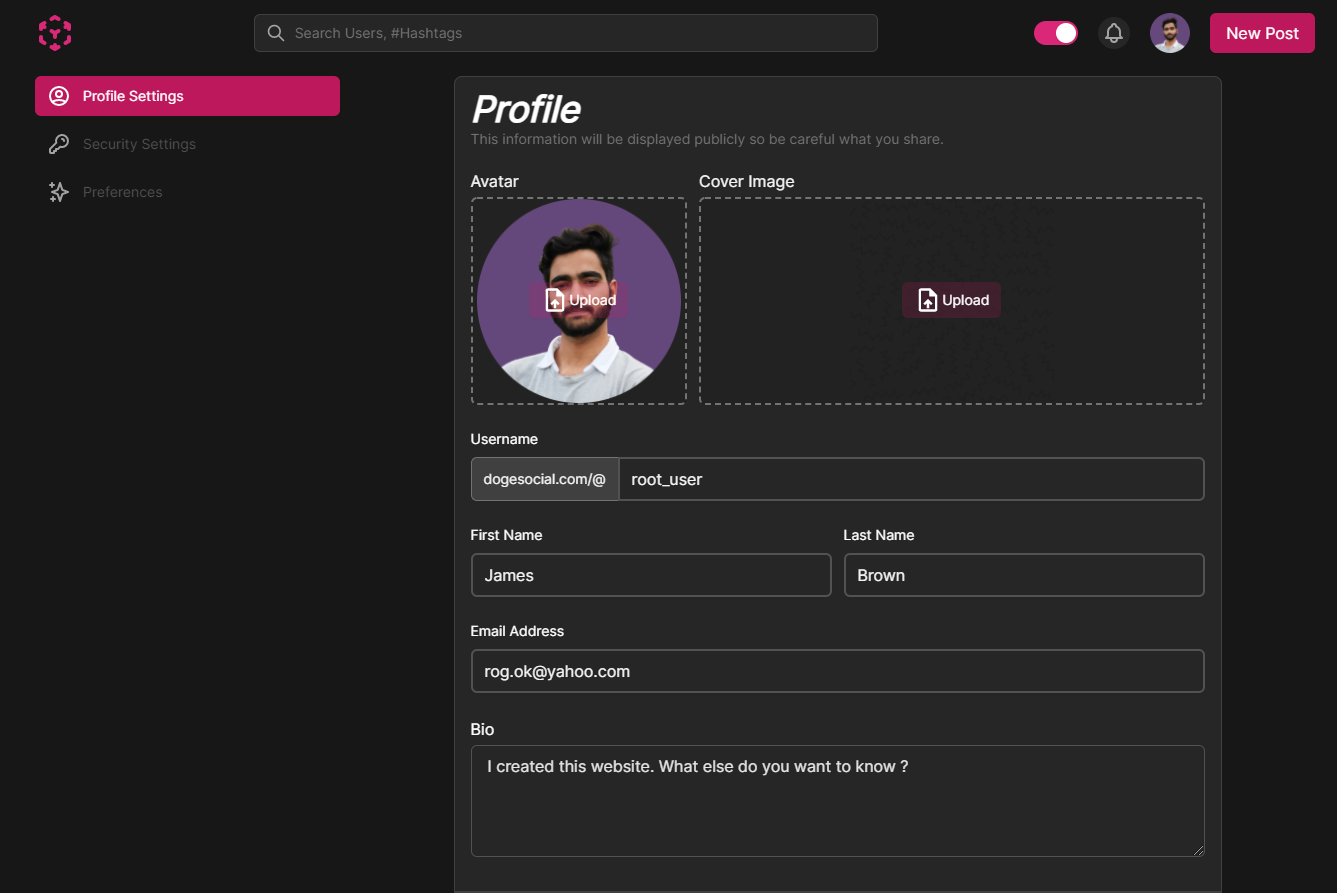 Search Users, #Hashtags
New Post
Profile Settings
Security Settings
Preferences
Profile
This information will be displayed publicly so be careful what you share.
Avatar
Cover Image
Upload
Upload
Username
dogesocial.com/@ root_user
First Name
Last Name
James
Brown
Email Address
rog.ok@yahoo.com
Bio
I created this website. What else do you want to know ?